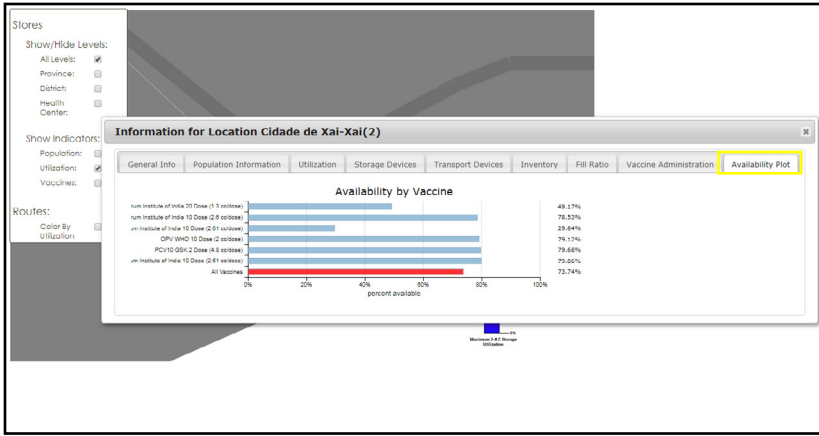 Stores
Show/Hide Levels:
All Levels:
Province:
District:
Health
Center:
Show Indicators:
Population:
Utilization:
Vaccines:
Routes:
Color By
Utilization
Information for Location Cidade de Xai-Xai(2)
General Info
Population Information
Utilization
Storage Devices
Transport Devices
Inventory
Fill Ratio
Vaccine Administration
Availability Plot
Availability by Vaccine
rum Institute of India 20 Dose (1.3 cc/dose) 49.17%
rum Institute of India 10 Dose (2.6 cc/dose) 78.53%
um Institute of India 10 Dose (2.61 cc/dose) 29.64%
OPV WHO 10 Dose (2 cc/dose) 79.12%
PCV10 GSK 2 Dose (4.8 cc/dose) 79.68%
um Institute of India 10 Dose (2.61 cc/dose) 79.86%
All Vaccines 73.74%
0% 20% 40% 60% 80% 100%
percent available
0%
Maximum 2-8 C Storage
Utilization